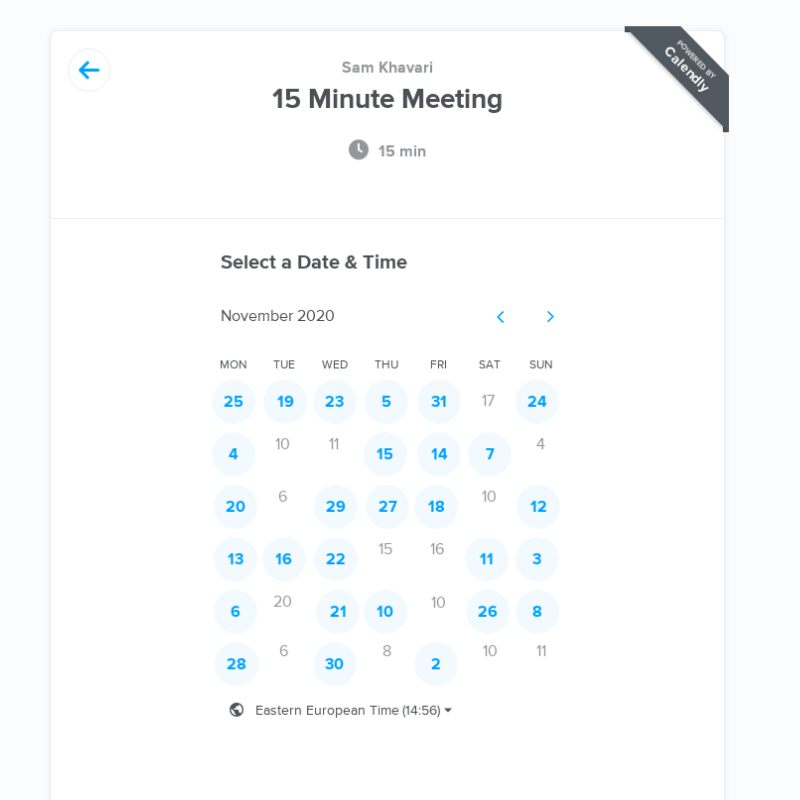 POWERED BY
Calendly
Sam Khavari
15 Minute Meeting
15 min
Select a Date & Time
November 2020
MON TUE WED THU FRI SAT SUN
25 19 23 5 31 17 24
4 10 11 15 14 7 4
20 6 29 27 18 10 12
13 16 22 15 16 11 3
6 20 21 10 10 26 8
28 6 30 8 2 10 11
Eastern European Time (14:56)